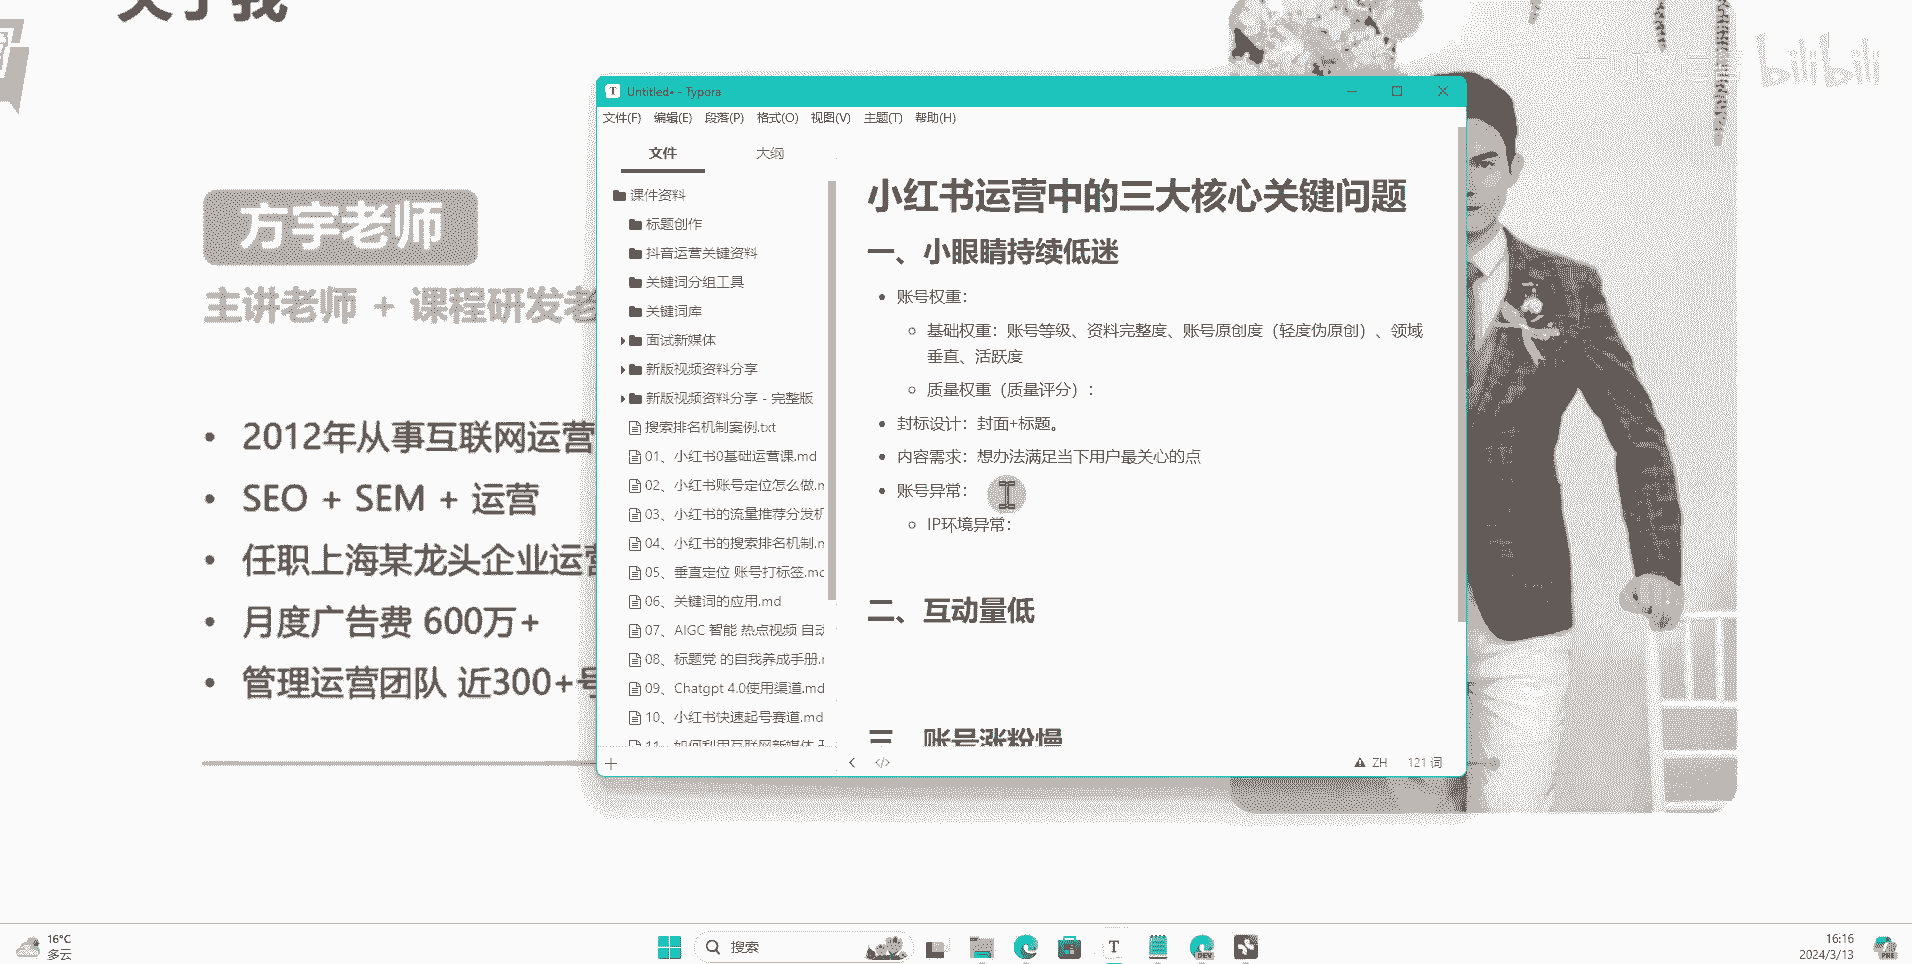 关于我
bilibili
方宇老师
主讲老师 + 课程研发老
2012年从事互联网运营
SEO + SEM + 运营
任职上海某龙头企业运营
月度广告费 600万+
管理运营团队 近300+号
Untitled• - Typora
文件(F) 编辑(E) 段落(P) 格式(O) 视图(V) 主题(T) 帮助(H)
文件 大纲
课件资料
标题创作
抖音运营关键资料
关键词分组工具
关键词库
面试新媒体
新版视频资料分享
新版视频资料分享 - 完整版
搜索排名机制案例.txt
01、小红书0基础运营课.md
02、小红书账号定位怎么做.m
03、小红书的流量推荐分发机
04、小红书的搜索排名机制.m
05、垂直定位 账号打标签.mc
06、关键词的应用.md
07、AIGC 智能 热点视频 自动
08、标题党 的自我养成手册.m
09、Chatgpt 4.0使用渠道.md
10、小红书快速起号赛道.md
11、如何利用互联网新媒体
小红书运营中的三大核心关键问题
一、小眼睛持续低迷
账号权重：
基础权重：账号等级、资料完整度、账号原创度（轻度伪原创）、领域
垂直、活跃度
质量权重（质量评分）：
封标设计：封面+标题。
内容需求：想办法满足当下用户最关心的点
账号异常：
IP环境异常：
二、互动量低
三、账号涨粉慢
</> ZH 121 词
16°C
多云
搜索
T
DEV
16:16
2024/3/13
PRE